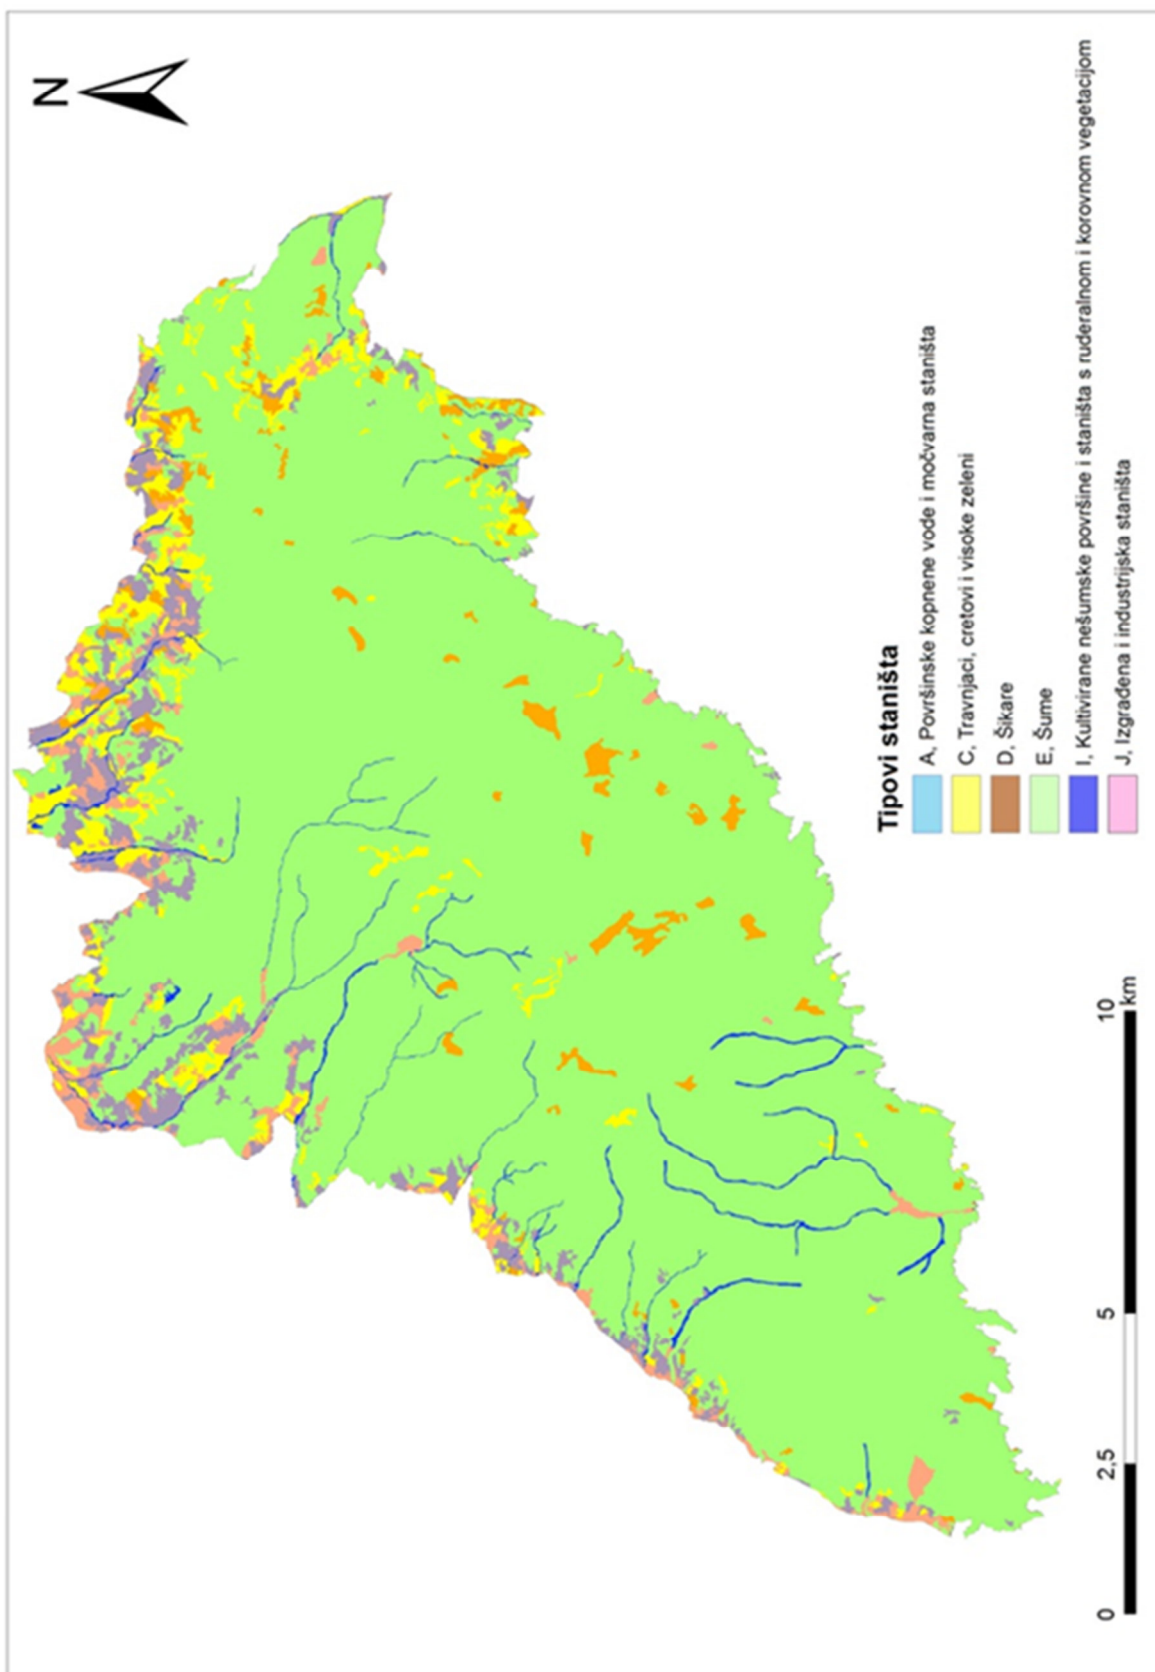 N
Tipovi staništa
A, Površinske kopnene vode i močvarna staništa
C, Travnjaci, cretovi i visoke zeleni
D, Šikare
E, Šume
I, Kultivirane nešumske površine i staništa s ruderalnom i korovnom vegetacijom
J, Izgrađena i industrijska staništa
0 2,5 5 10
km